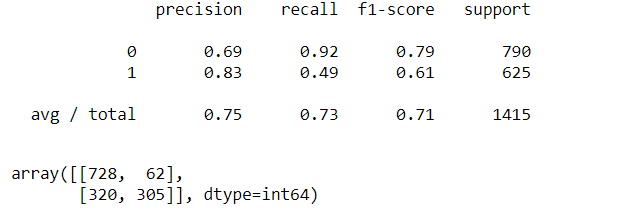 precision recall f1-score support
0 0.69 0.92 0.79 790
1 0.83 0.49 0.61 625
avg / total 0.75 0.73 0.71 1415
array([[728, 62],
[320, 305]], dtype=int64)